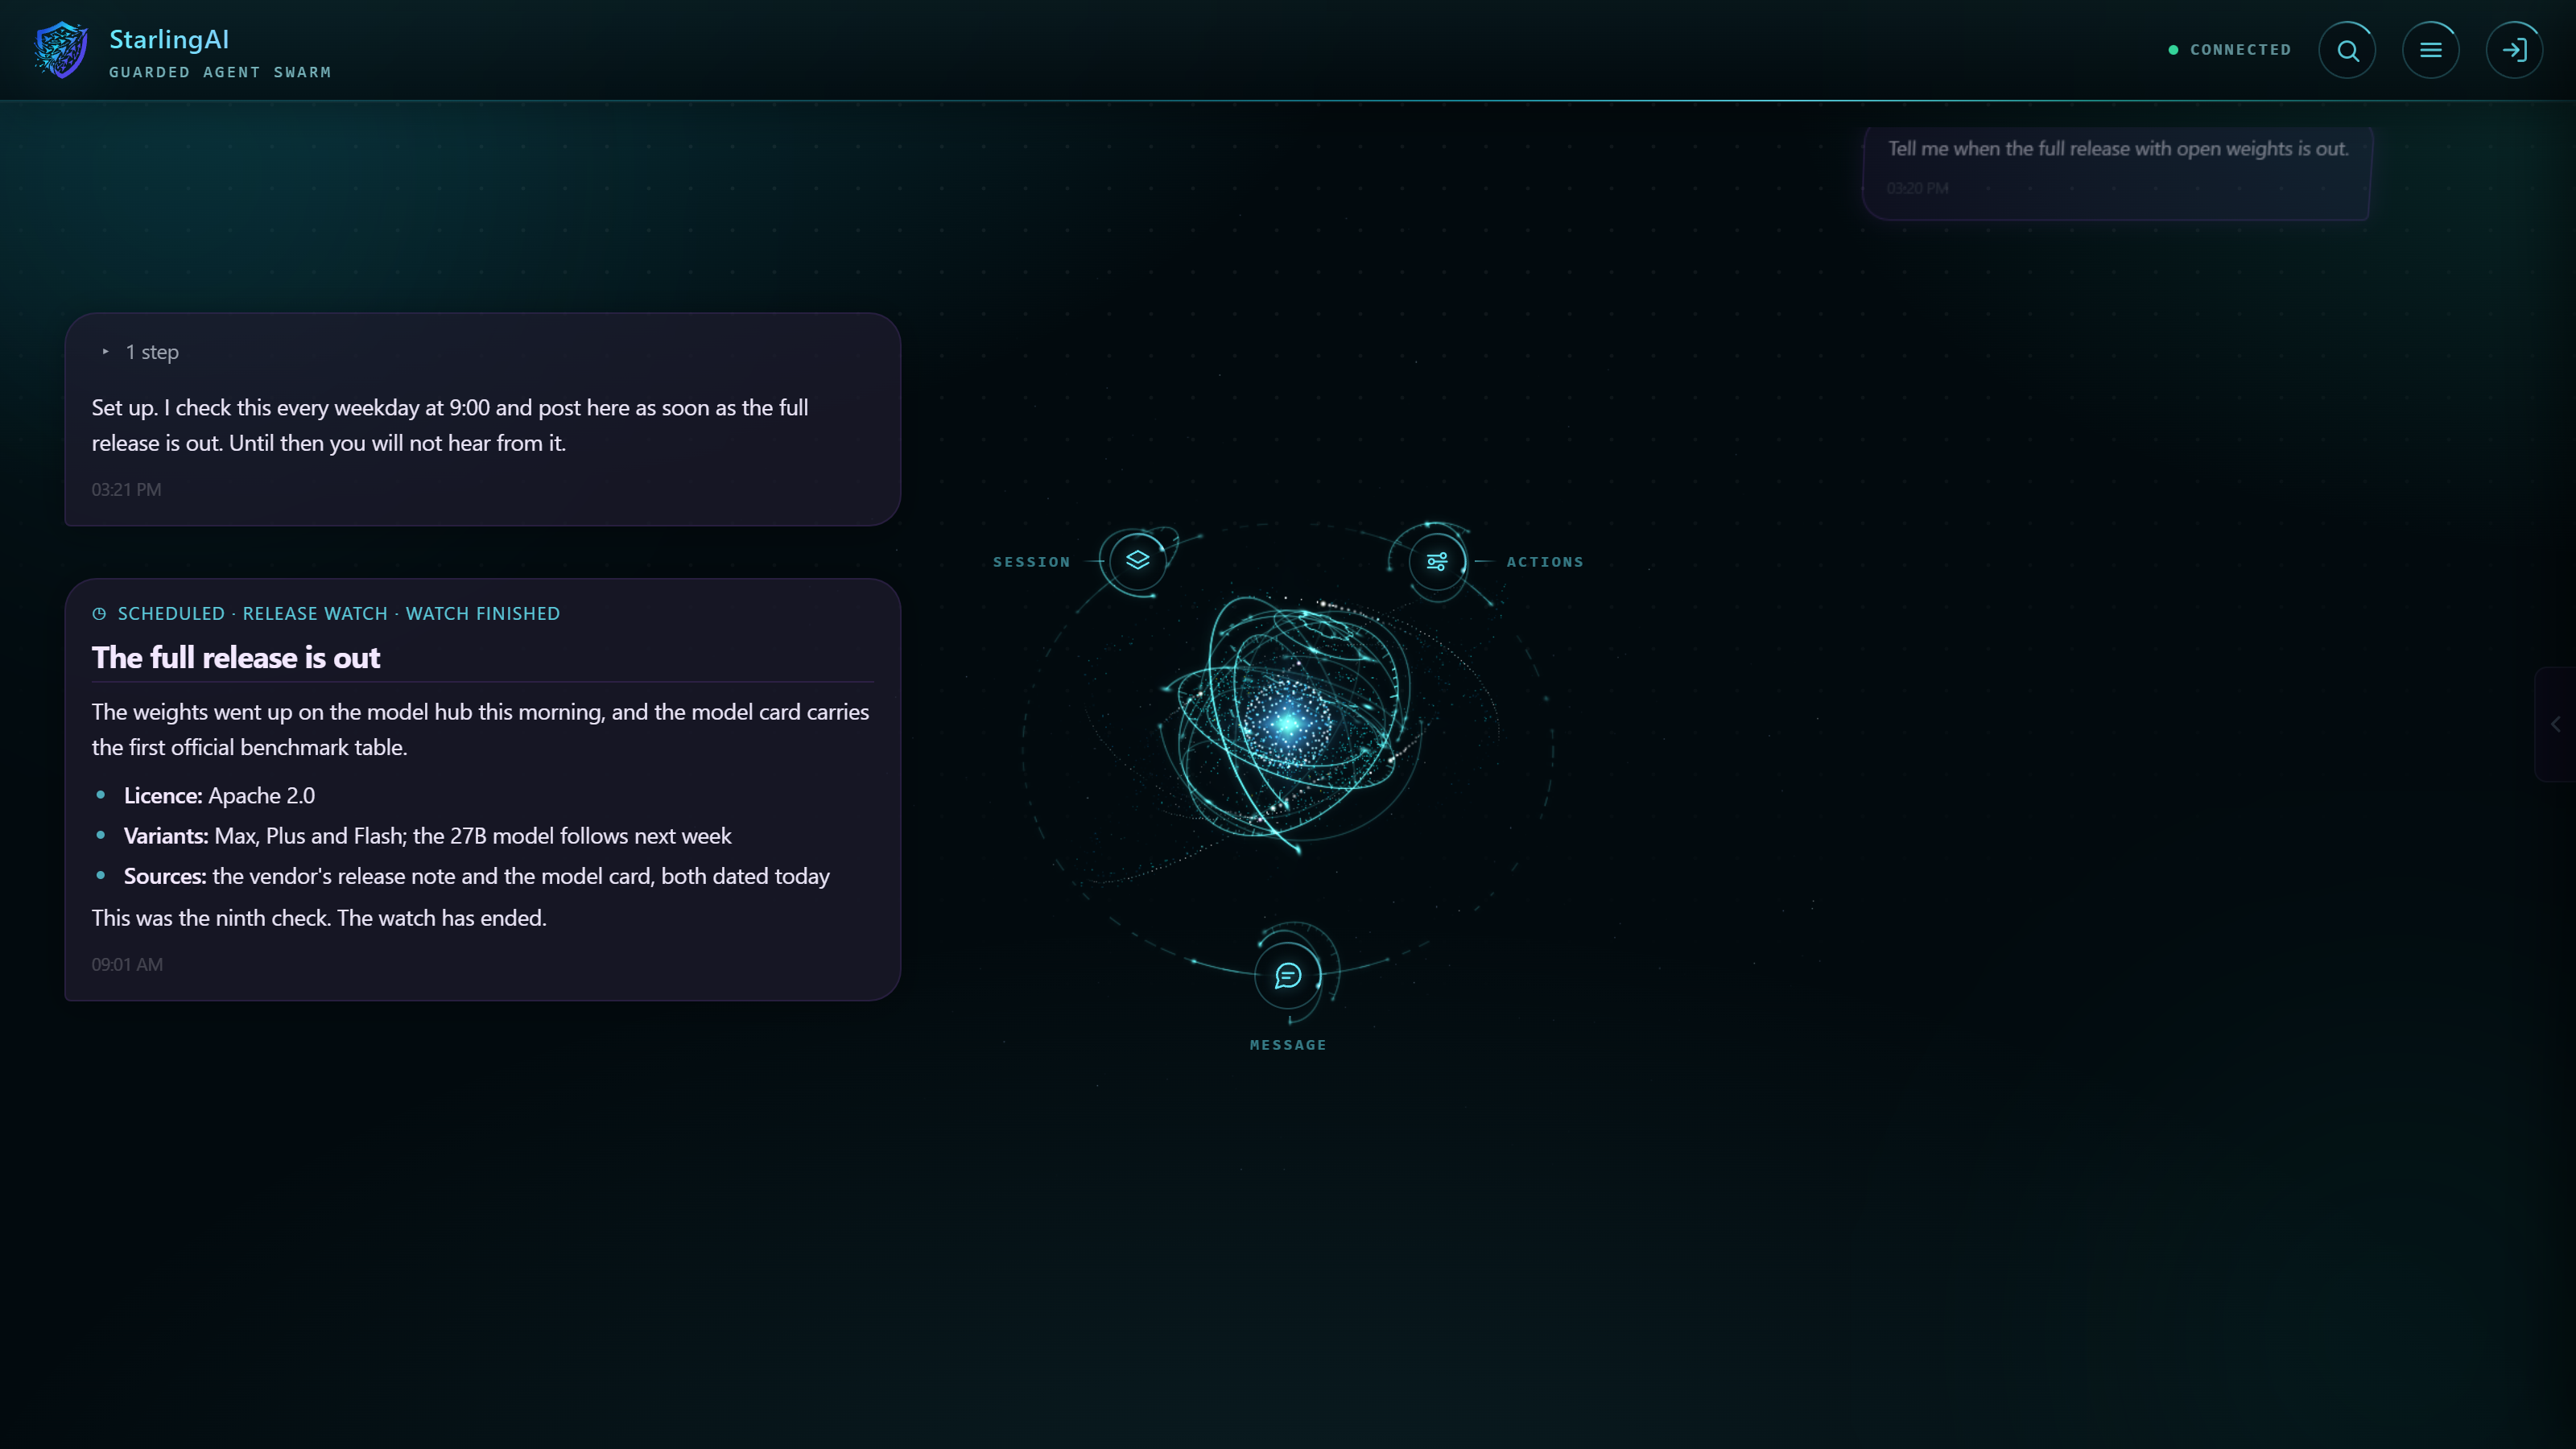 StarlingAI
GUARDED AGENT SWARM
CONNECTED
Tell me when the full release with open weights is out.
03:20 PM
1 step
Set up. I check this every weekday at 9:00 and post here as soon as the full
release is out. Until then you will not hear from it.
03:21 PM
SESSION
ACTIONS
SCHEDULED · RELEASE WATCH · WATCH FINISHED
The full release is out
The weights went up on the model hub this morning, and the model card carries
the first official benchmark table.
Licence: Apache 2.0
Variants: Max, Plus and Flash; the 27B model follows next week
Sources: the vendor's release note and the model card, both dated today
This was the ninth check. The watch has ended.
09:01 AM
MESSAGE